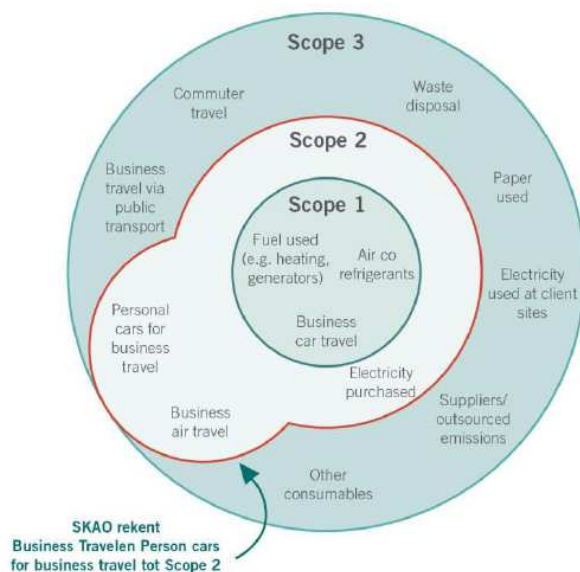 Scope 3
Commuter
travel
Waste
disposal
Scope 2
Business
travel via
public
transport
Paper
used
Scope 1
Fuel used
(e.g. heating,
generators)
Air co
refrigerants
Electricity
used at client
sites
Business
car travel
Personal
cars for
business
travel
Electricity
purchased
Business
air travel
Suppliers/
outsourced
emissions
Other
consumables
SKAO rekent
Business Travelen Person cars
for business travel tot Scope 2